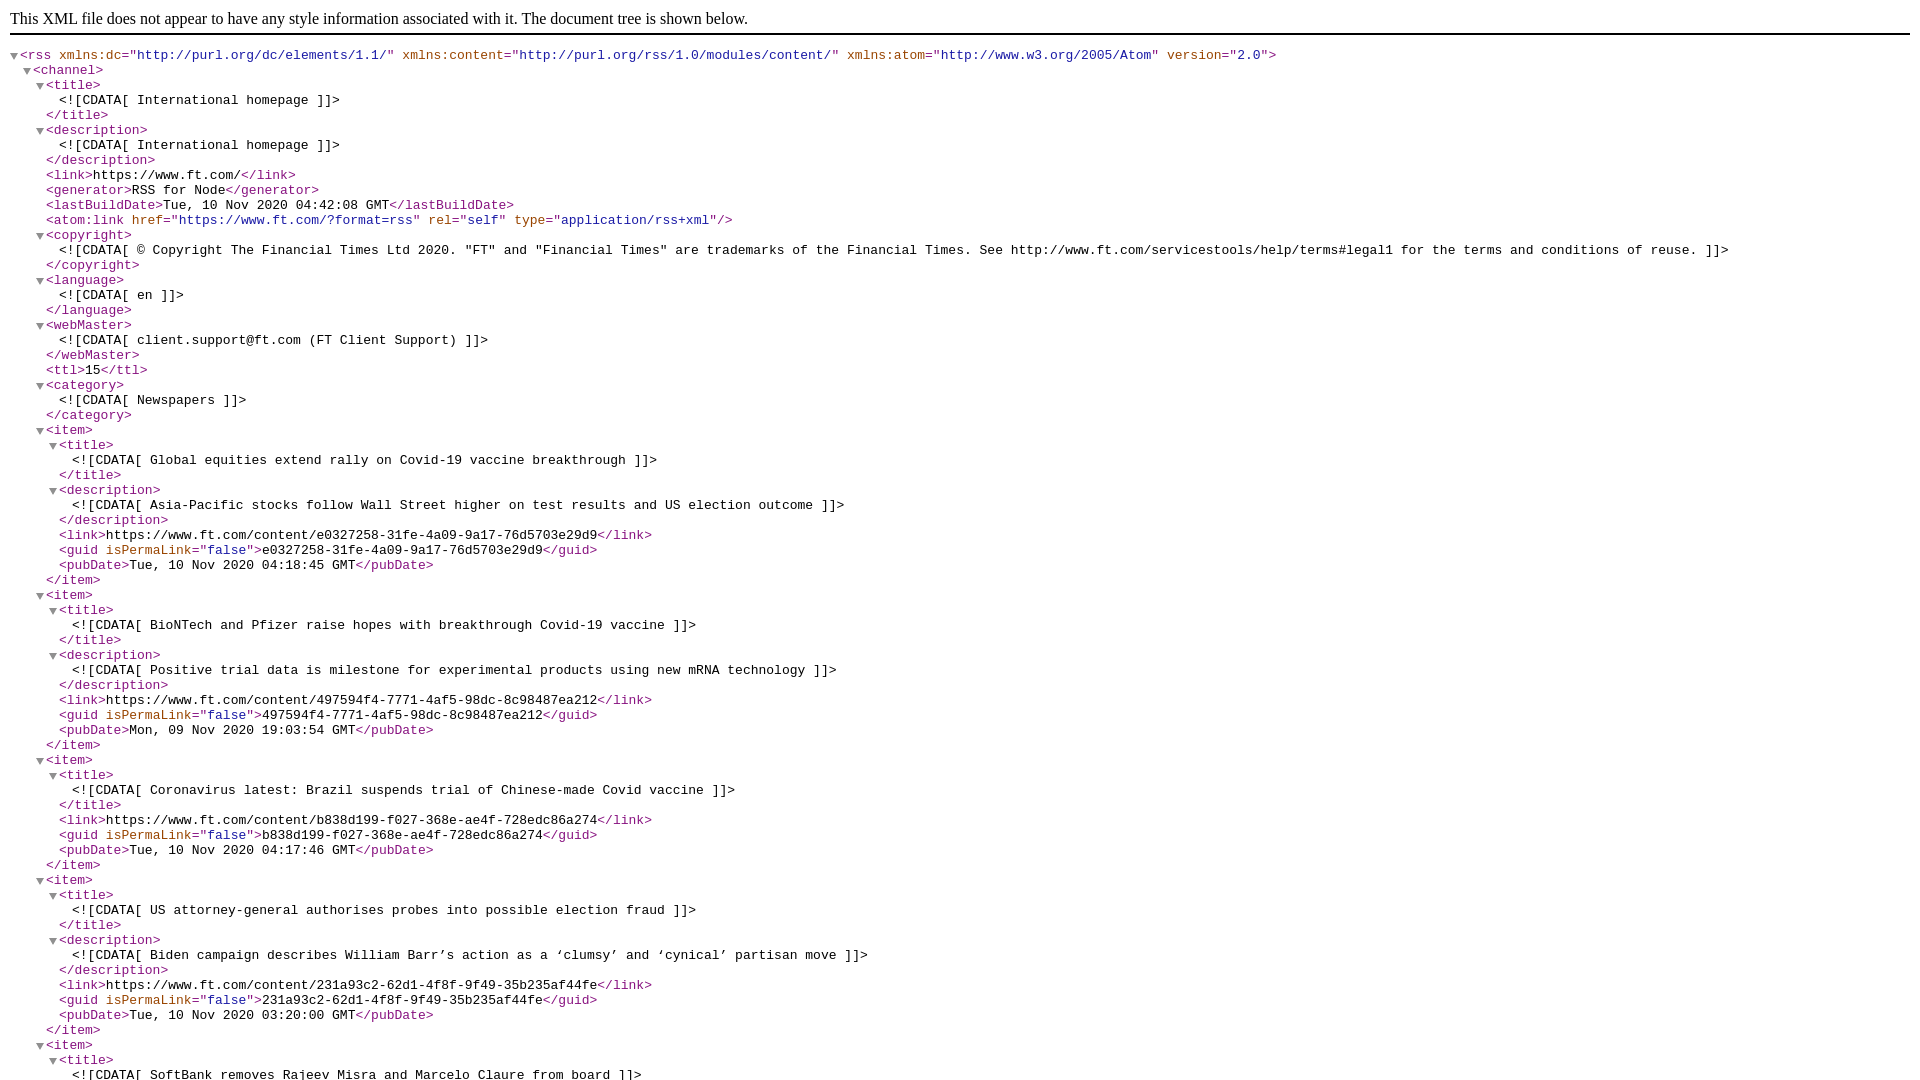 This XML file does not appear to have any style information associated with it. The document tree is shown below.
<rss xmlns:dc="http://purl.org/dc/elements/1.1/" xmlns:content="http://purl.org/rss/1.0/modules/content/" xmlns:atom="http://www.w3.org/2005/Atom" version="2.0">
<channel>
<title>
<![CDATA[ International homepage ]]>
</title>
<description>
<![CDATA[ International homepage ]]>
</description>
<link>https://www.ft.com/</link>
<generator>RSS for Node</generator>
<lastBuildDate>Tue, 10 Nov 2020 04:42:08 GMT</lastBuildDate>
<atom:link href="https://www.ft.com/?format=rss" rel="self" type="application/rss+xml"/>
<copyright>
<![CDATA[ © Copyright The Financial Times Ltd 2020. "FT" and "Financial Times" are trademarks of the Financial Times. See http://www.ft.com/servicestools/help/terms#legal1 for the terms and conditions of reuse. ]]>
</copyright>
<language>
<![CDATA[ en ]]>
</language>
<webMaster>
<![CDATA[ client.support@ft.com (FT Client Support) ]]>
</webMaster>
<ttl>15</ttl>
<category>
<![CDATA[ Newspapers ]]>
</category>
<item>
<title>
<![CDATA[ Global equities extend rally on Covid-19 vaccine breakthrough ]]>
</title>
<description>
<![CDATA[ Asia-Pacific stocks follow Wall Street higher on test results and US election outcome ]]>
</description>
<link>https://www.ft.com/content/e0327258-31fe-4a09-9a17-76d5703e29d9</link>
<guid isPermaLink="false">e0327258-31fe-4a09-9a17-76d5703e29d9</guid>
<pubDate>Tue, 10 Nov 2020 04:18:45 GMT</pubDate>
</item>
<item>
<title>
<![CDATA[ BioNTech and Pfizer raise hopes with breakthrough Covid-19 vaccine ]]>
</title>
<description>
<![CDATA[ Positive trial data is milestone for experimental products using new mRNA technology ]]>
</description>
<link>https://www.ft.com/content/497594f4-7771-4af5-98dc-8c98487ea212</link>
<guid isPermaLink="false">497594f4-7771-4af5-98dc-8c98487ea212</guid>
<pubDate>Mon, 09 Nov 2020 19:03:54 GMT</pubDate>
</item>
<item>
<title>
<![CDATA[ Coronavirus latest: Brazil suspends trial of Chinese-made Covid vaccine ]]>
</title>
<link>https://www.ft.com/content/b838d199-f027-368e-ae4f-728edc86a274</link>
<guid isPermaLink="false">b838d199-f027-368e-ae4f-728edc86a274</guid>
<pubDate>Tue, 10 Nov 2020 04:17:46 GMT</pubDate>
</item>
<item>
<title>
<![CDATA[ US attorney-general authorises probes into possible election fraud ]]>
</title>
<description>
<![CDATA[ Biden campaign describes William Barr’s action as a ‘clumsy’ and ‘cynical’ partisan move ]]>
</description>
<link>https://www.ft.com/content/231a93c2-62d1-4f8f-9f49-35b235af44fe</link>
<guid isPermaLink="false">231a93c2-62d1-4f8f-9f49-35b235af44fe</guid>
<pubDate>Tue, 10 Nov 2020 03:20:00 GMT</pubDate>
</item>
<item>
<title>
<![CDATA[ SoftBank removes Rajeev Misra and Marcelo Claure from board ]]>